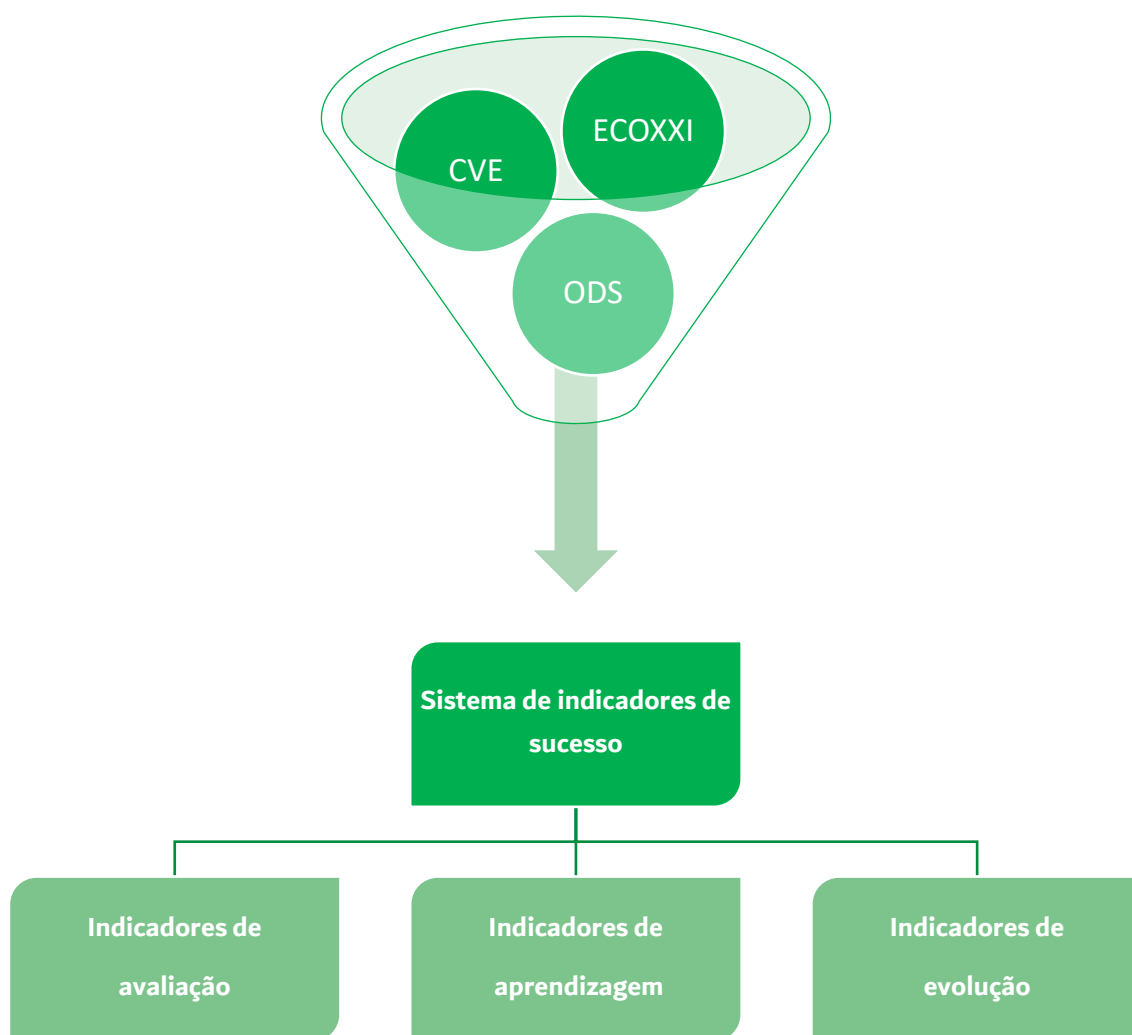 ECOXXI
CVE
ODS
Sistema de indicadores de
sucesso
Indicadores de
avaliação
Indicadores de
aprendizagem
Indicadores de
evolução